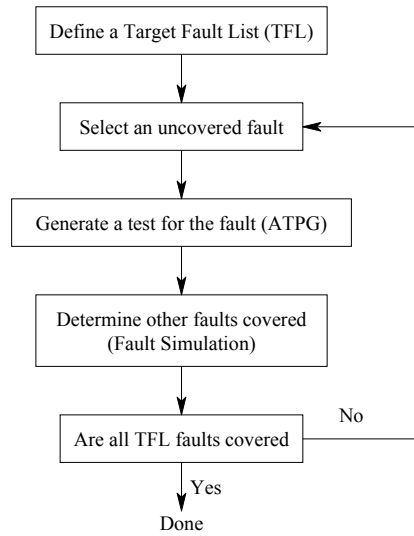 Define a Target Fault List (TFL)
Select an uncovered fault
Generate a test for the fault (ATPG)
Determine other faults covered
(Fault Simulation)
Are all TFL faults covered
No
Yes
Done